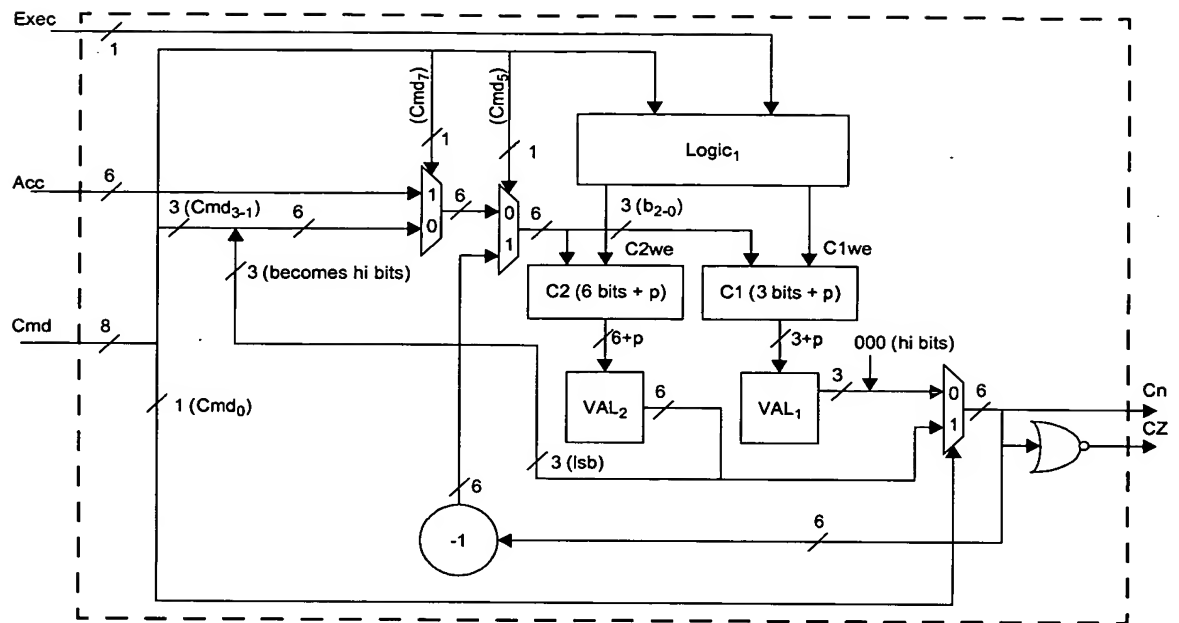 Exec
1
(Cmd7)
1
(Cmd5)
1
Logic1
Acc
6
1
0
6
0
1
6
3 (Cmd3-1)
6
3 (b2-0)
C2we
C1we
3 (becomes hi bits)
C2 (6 bits + p)
C1 (3 bits + p)
Cmd
8
6+p
3+p
000 (hi bits)
VAL2
6
VAL1
3
0
1
6
Cn
CZ
1 (Cmd0)
3 (lsb)
6
-1
6